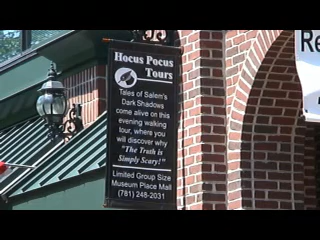 Hocus Pocus
Tours
Tales of Salem's
Dark Shadows
come alive on this
evening walking
tour, where you
will discover why
"The Truth is
Simply Scary!"
Limited Group Size
Museum Place Mall
(781) 248-2031
Re